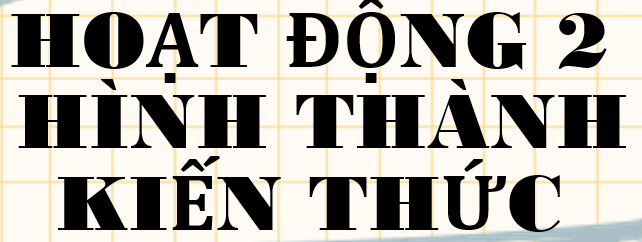 HOẠT ĐỘNG 2
HÌNH THÀNH
KIẾN THỨC